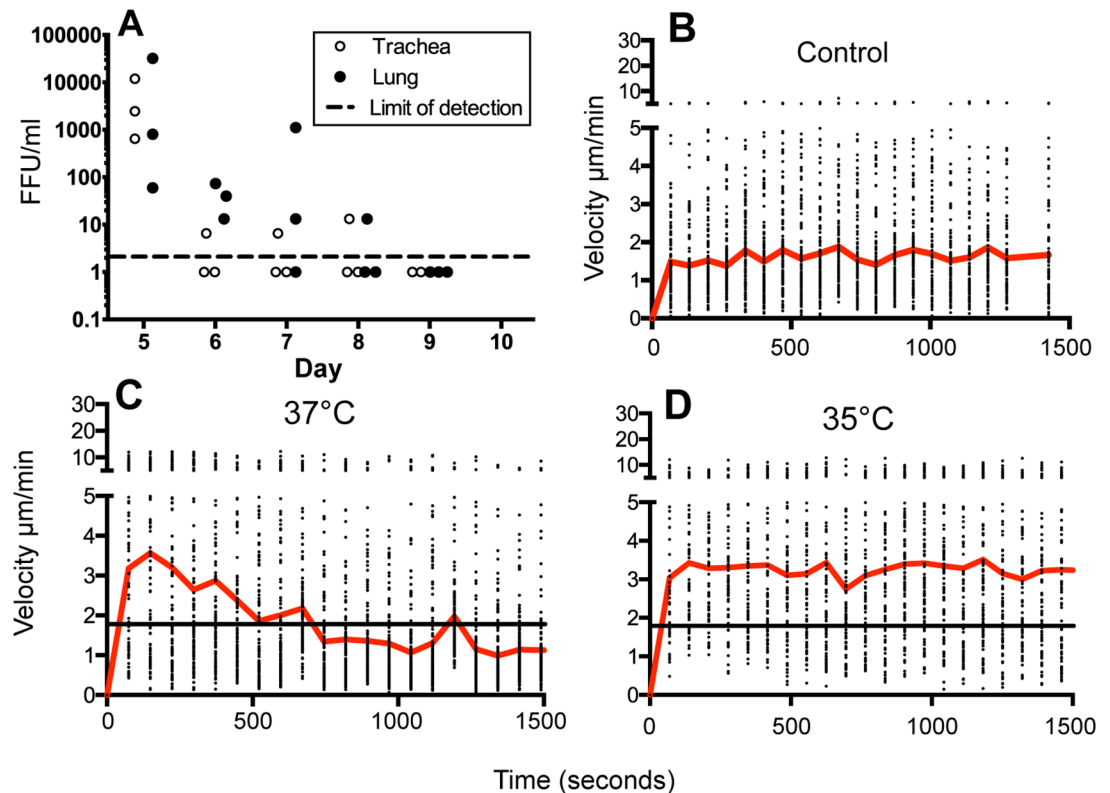 A
100000
10000
1000
100
10
1
0.1
FFU/ml
Trachea
Lung
Limit of detection
5 6 7 8 9 10
Day
B
Control
30
20
10
5
4
3
2
1
0
Velocity µm/min
0 500 1000 1500
C
37°C
30
20
10
5
4
3
2
1
0
Velocity µm/min
0 500 1000 1500
D
35°C
30
20
10
5
4
3
2
1
0
0 500 1000 1500
Time (seconds)